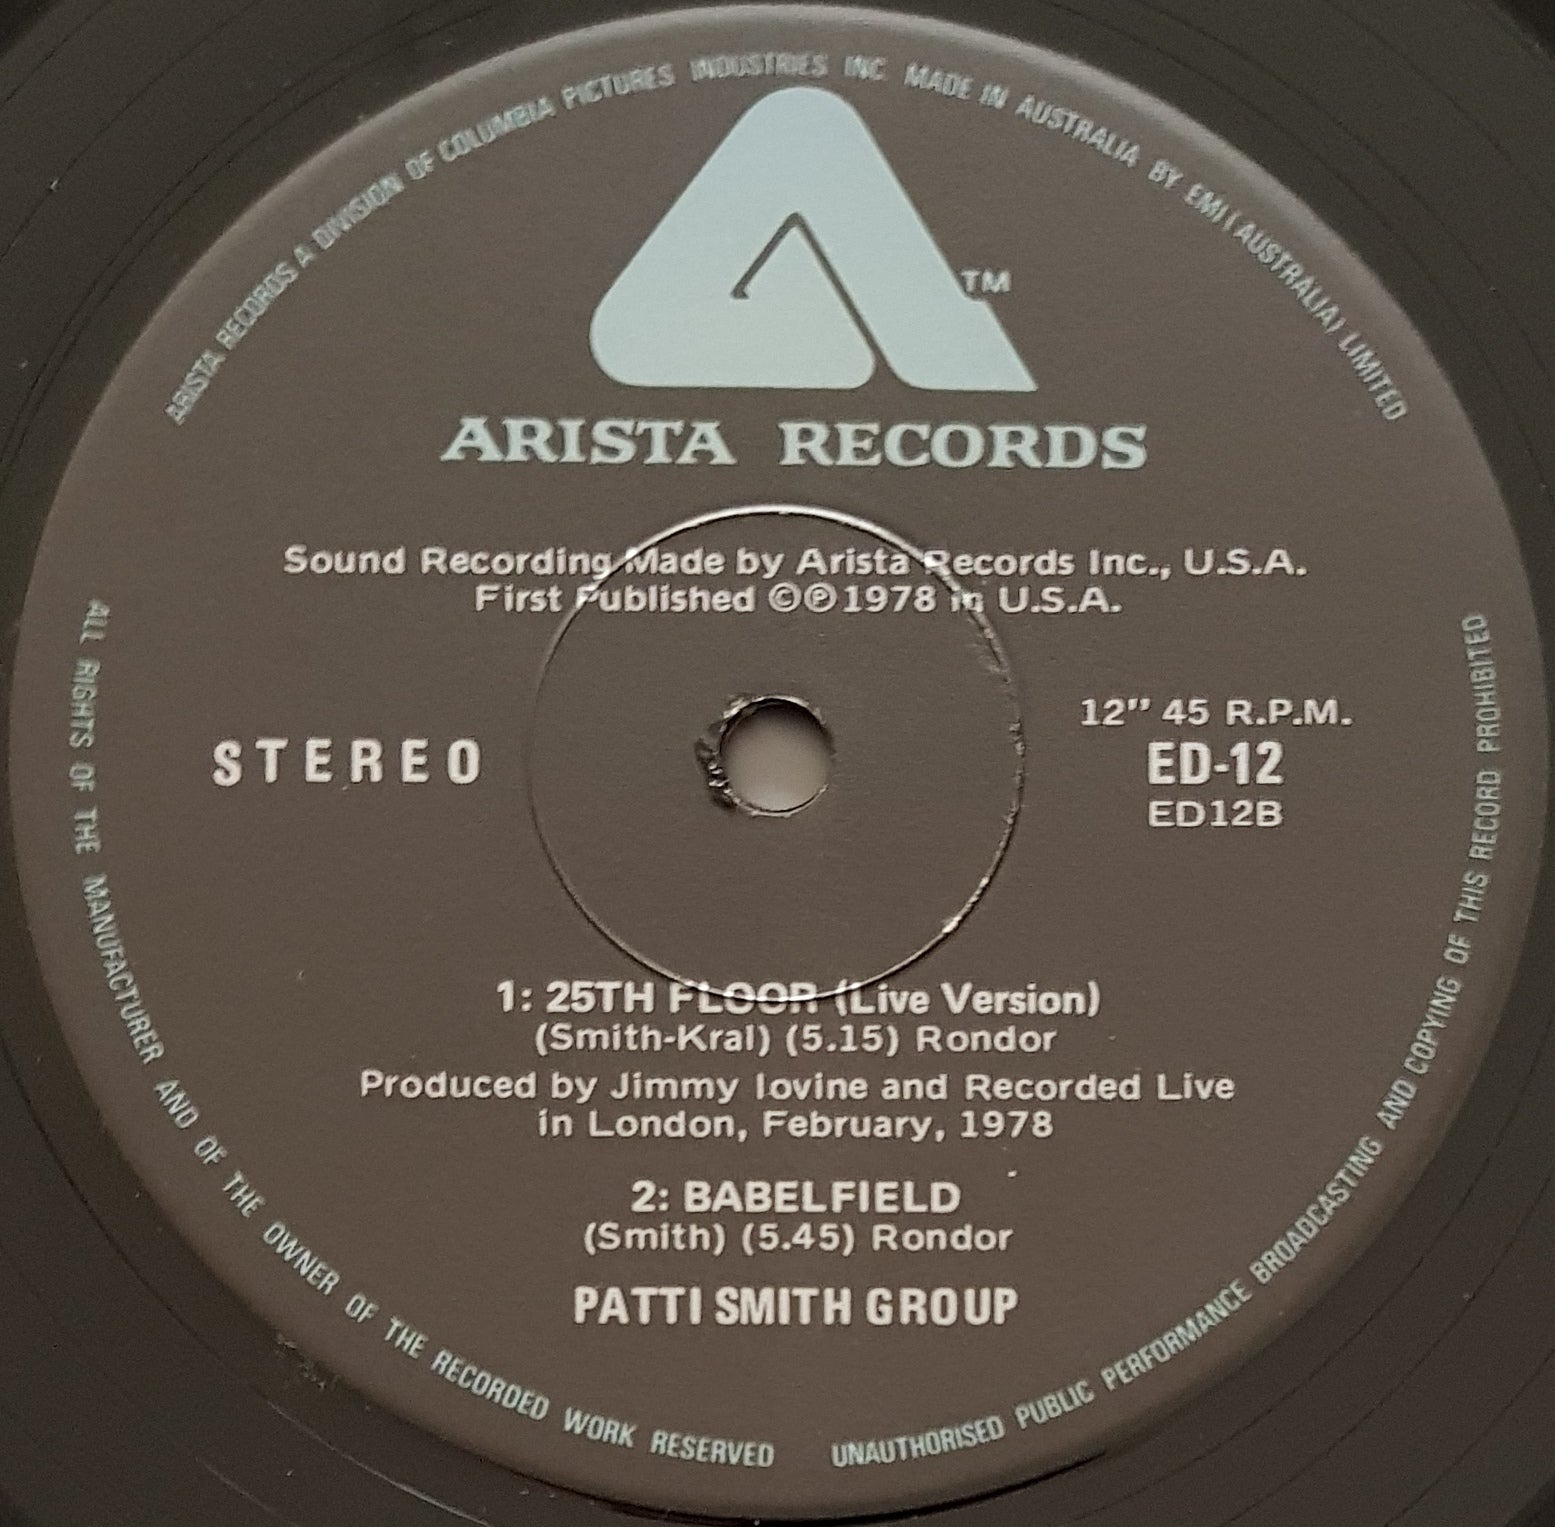 ARISTA RECORDS A DIVISION OF COLUMBIA PICTURES INDUSTRIES INC. MADE IN AUSTRALIA BY EMI (AUSTRALIA) LIMITED
TM
ARISTA RECORDS
Sound Recording Made by Arista Records Inc., U.S.A.
First Published ©℗1978 in U.S.A.
STEREO
12" 45 R.P.M.
ED-12
ED12B
1: 25TH FLOOR (Live Version)
(Smith-Kral) (5.15) Rondor
Produced by Jimmy Iovine and Recorded Live
in London, February, 1978
2: BABELFIELD
(Smith) (5.45) Rondor
PATTI SMITH GROUP
ALL RIGHTS OF THE MANUFACTURER AND OF THE OWNER OF THE RECORDED WORK RESERVED
UNAUTHORISED PUBLIC PERFORMANCE BROADCASTING AND COPYING OF THIS RECORD PROHIBITED